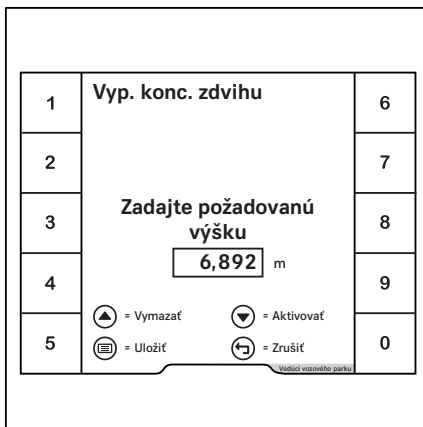 Vyp. konc. zdvihu
1
2
3
4
5
6
7
8
9
0
Zadajte požadovanú
výšku
6,892 m
= Vymazať
= Aktivovať
= Uložiť
= Zrušiť
Vedúci vozového parku